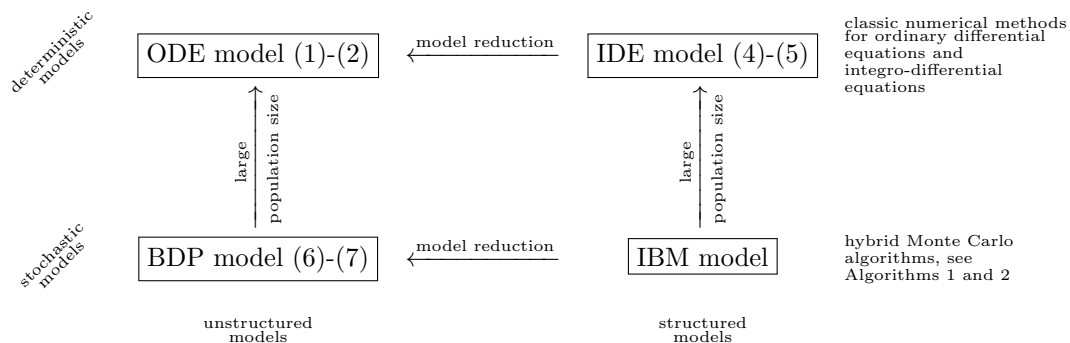 deterministic
models
ODE model (1)-(2)
model reduction
IDE model (4)-(5)
classic numerical methods
for ordinary differential
equations and
integro-differential
equations
large
population size
large
population size
stochastic
models
BDP model (6)-(7)
model reduction
IBM model
hybrid Monte Carlo
algorithms, see
Algorithms 1 and 2
unstructured
models
structured
models